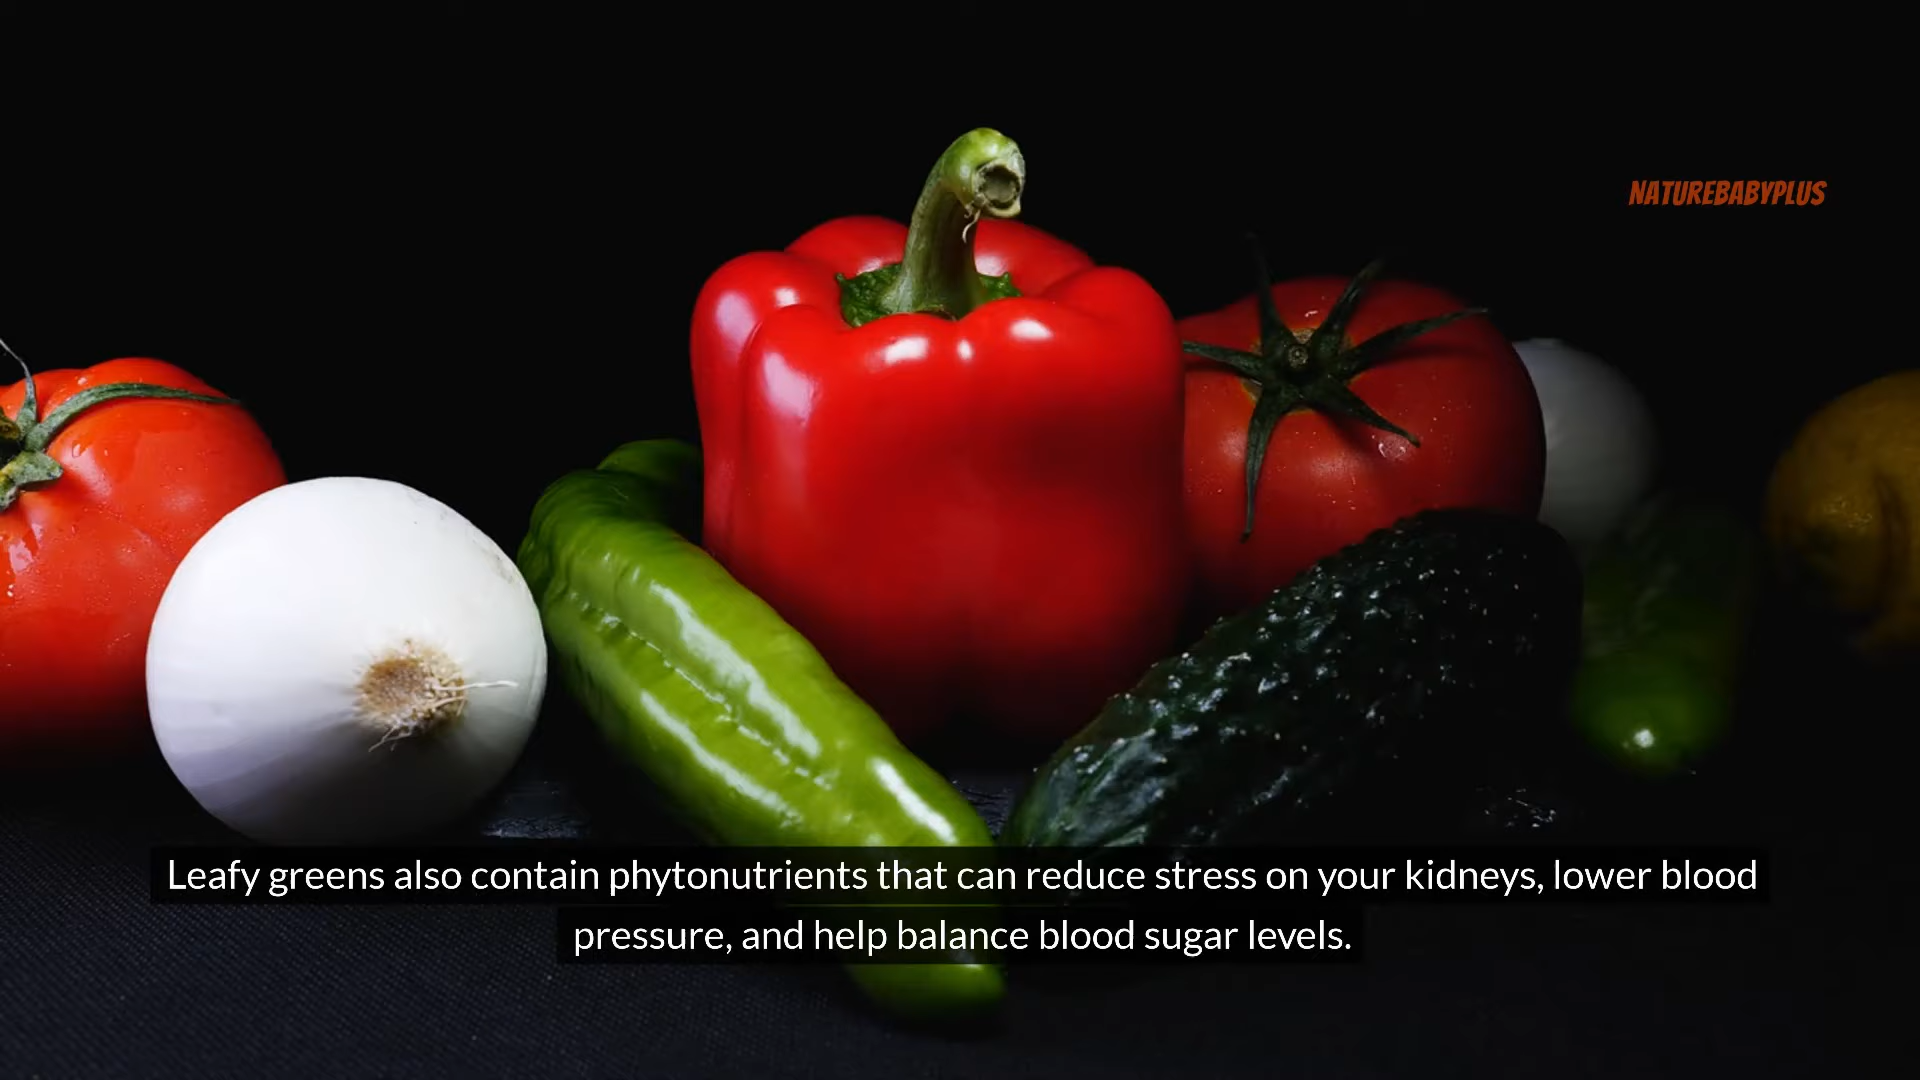 NATUREBABYPLUS
Leafy greens also contain phytonutrients that can reduce stress on your kidneys, lower blood
pressure, and help balance blood sugar levels.